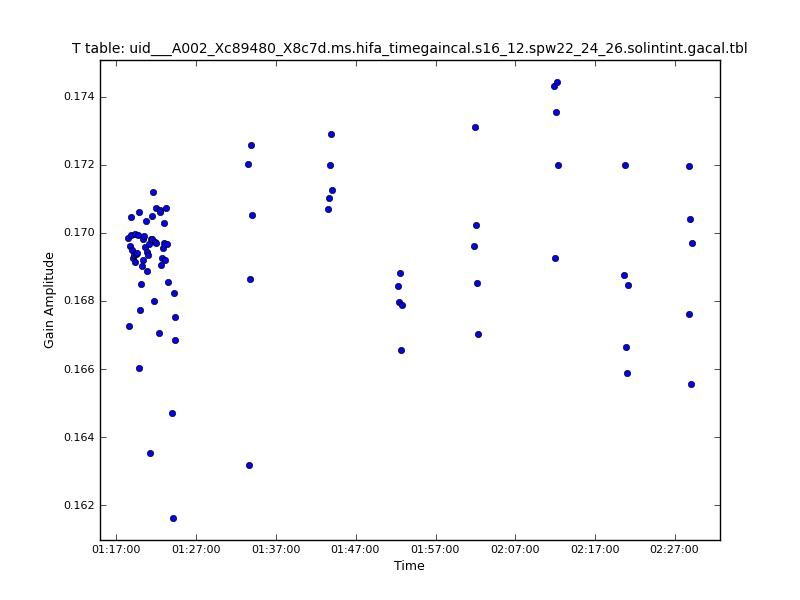 T table: uid___A002_Xc89480_X8c7d.ms.hifa_timegaincal.s16_12.spw22_24_26.solintint.gacal.tbl
0.174
0.172
0.170
0.168
0.166
0.164
0.162
Gain Amplitude
01:17:00 01:27:00 01:37:00 01:47:00 01:57:00 02:07:00 02:17:00 02:27:00
Time